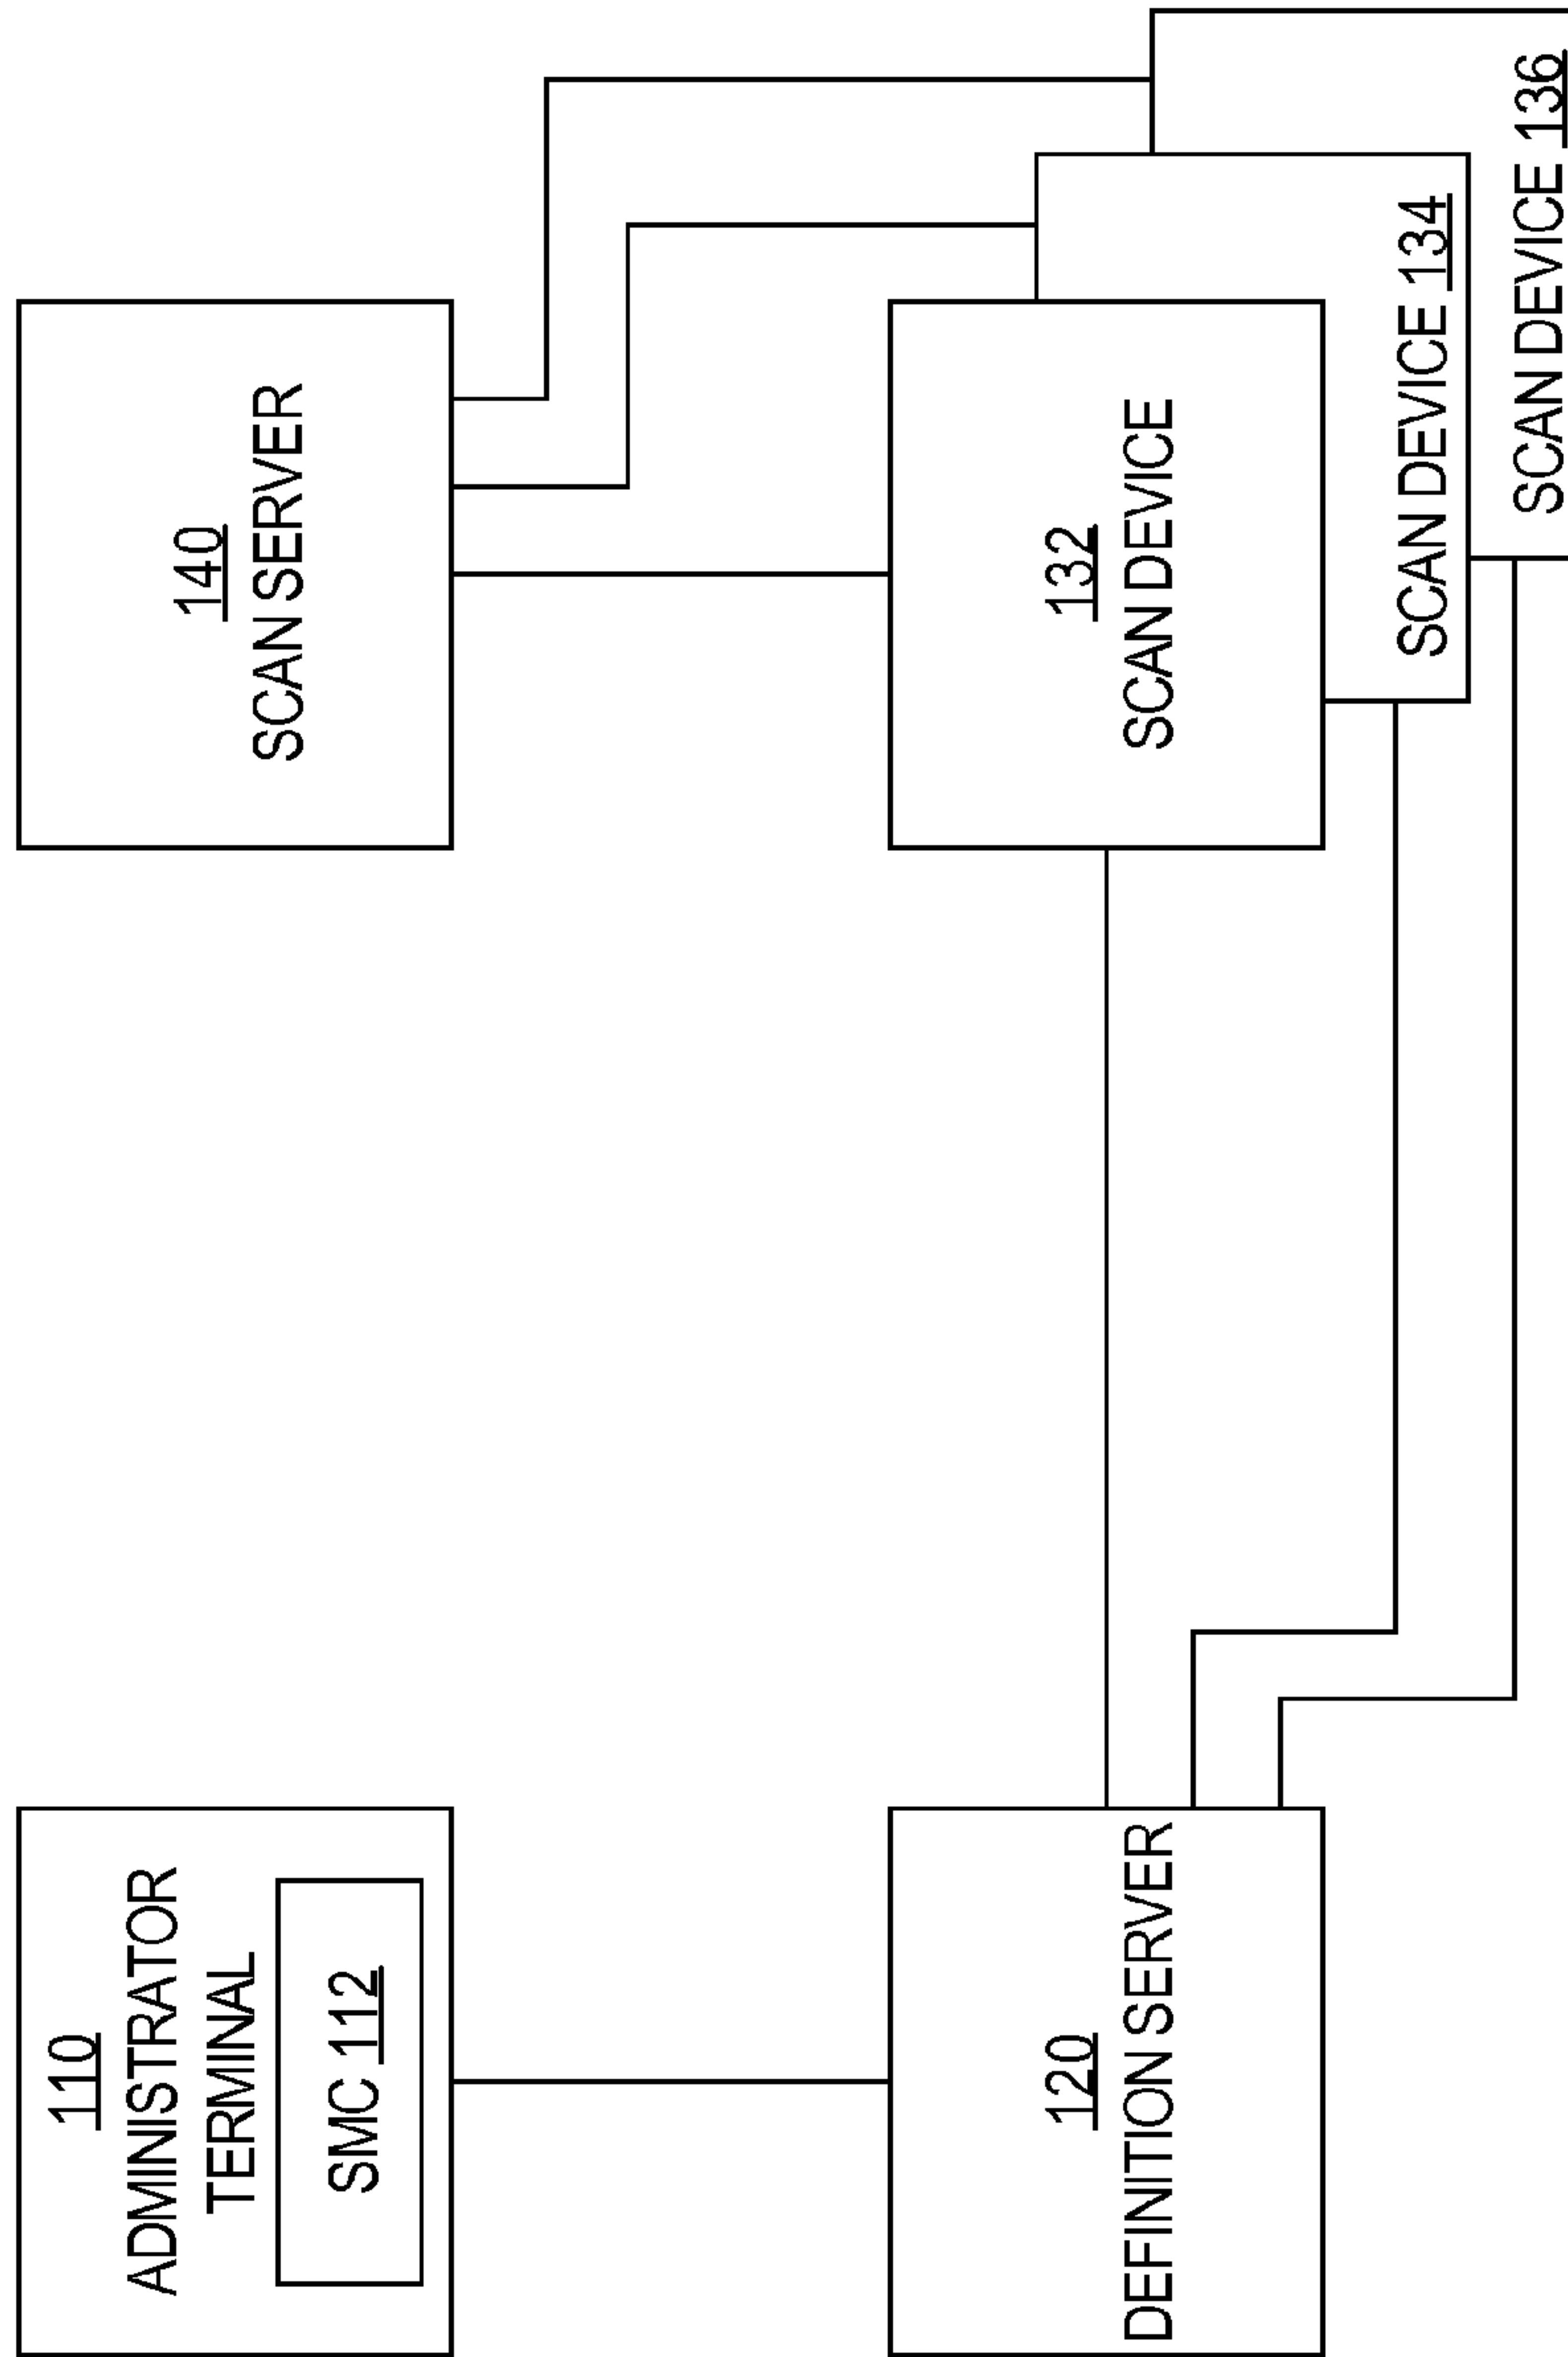 110
ADMINISTRATOR
TERMINAL
SMC 112
140
SCAN SERVER
120
DEFINITION SERVER
132
SCAN DEVICE
SCAN DEVICE 134
SCAN DEVICE 136